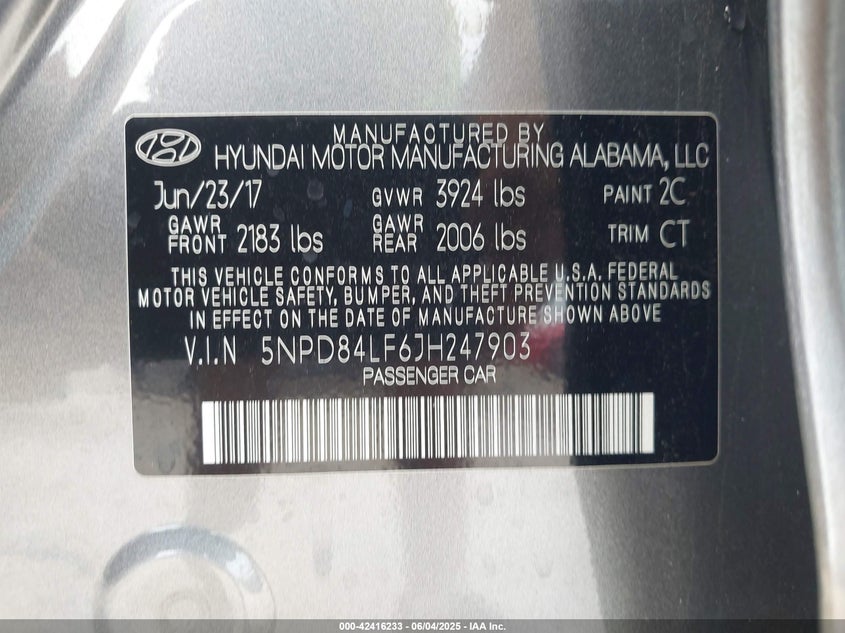 MANUFACTURED BY
HYUNDAI MOTOR MANUFACTURING ALABAMA, LLC
Jun/23/17 GVWR 3924 lbs PAINT 2C
GAWR FRONT 2183 lbs GAWR REAR 2006 lbs TRIM CT
THIS VEHICLE CONFORMS TO ALL APPLICABLE U.S.A. FEDERAL
MOTOR VEHICLE SAFETY, BUMPER, AND THEFT PREVENTION STANDARDS
IN EFFECT ON THE DATE OF MANUFACTURE SHOWN ABOVE
V.I.N 5NPD84LF6JH247903
PASSENGER CAR
000-42416233 - 06/04/2025 - IAA Inc.